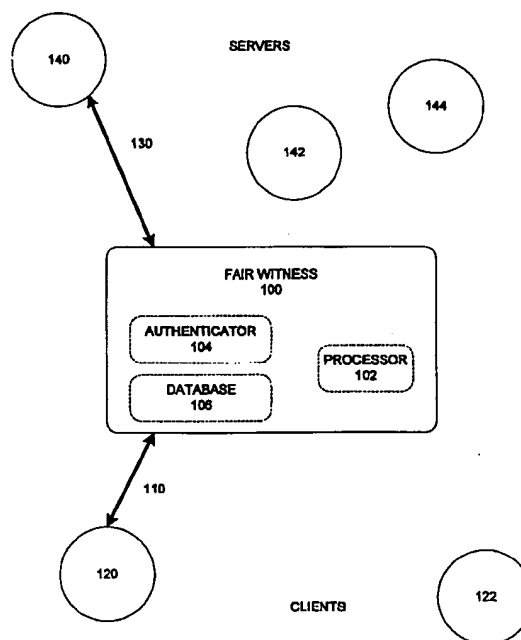 140
SERVERS
144
130
142
FAIR WITNESS
100
AUTHENTICATOR
104
PROCESSOR
102
DATABASE
106
110
120
122
CLIENTS